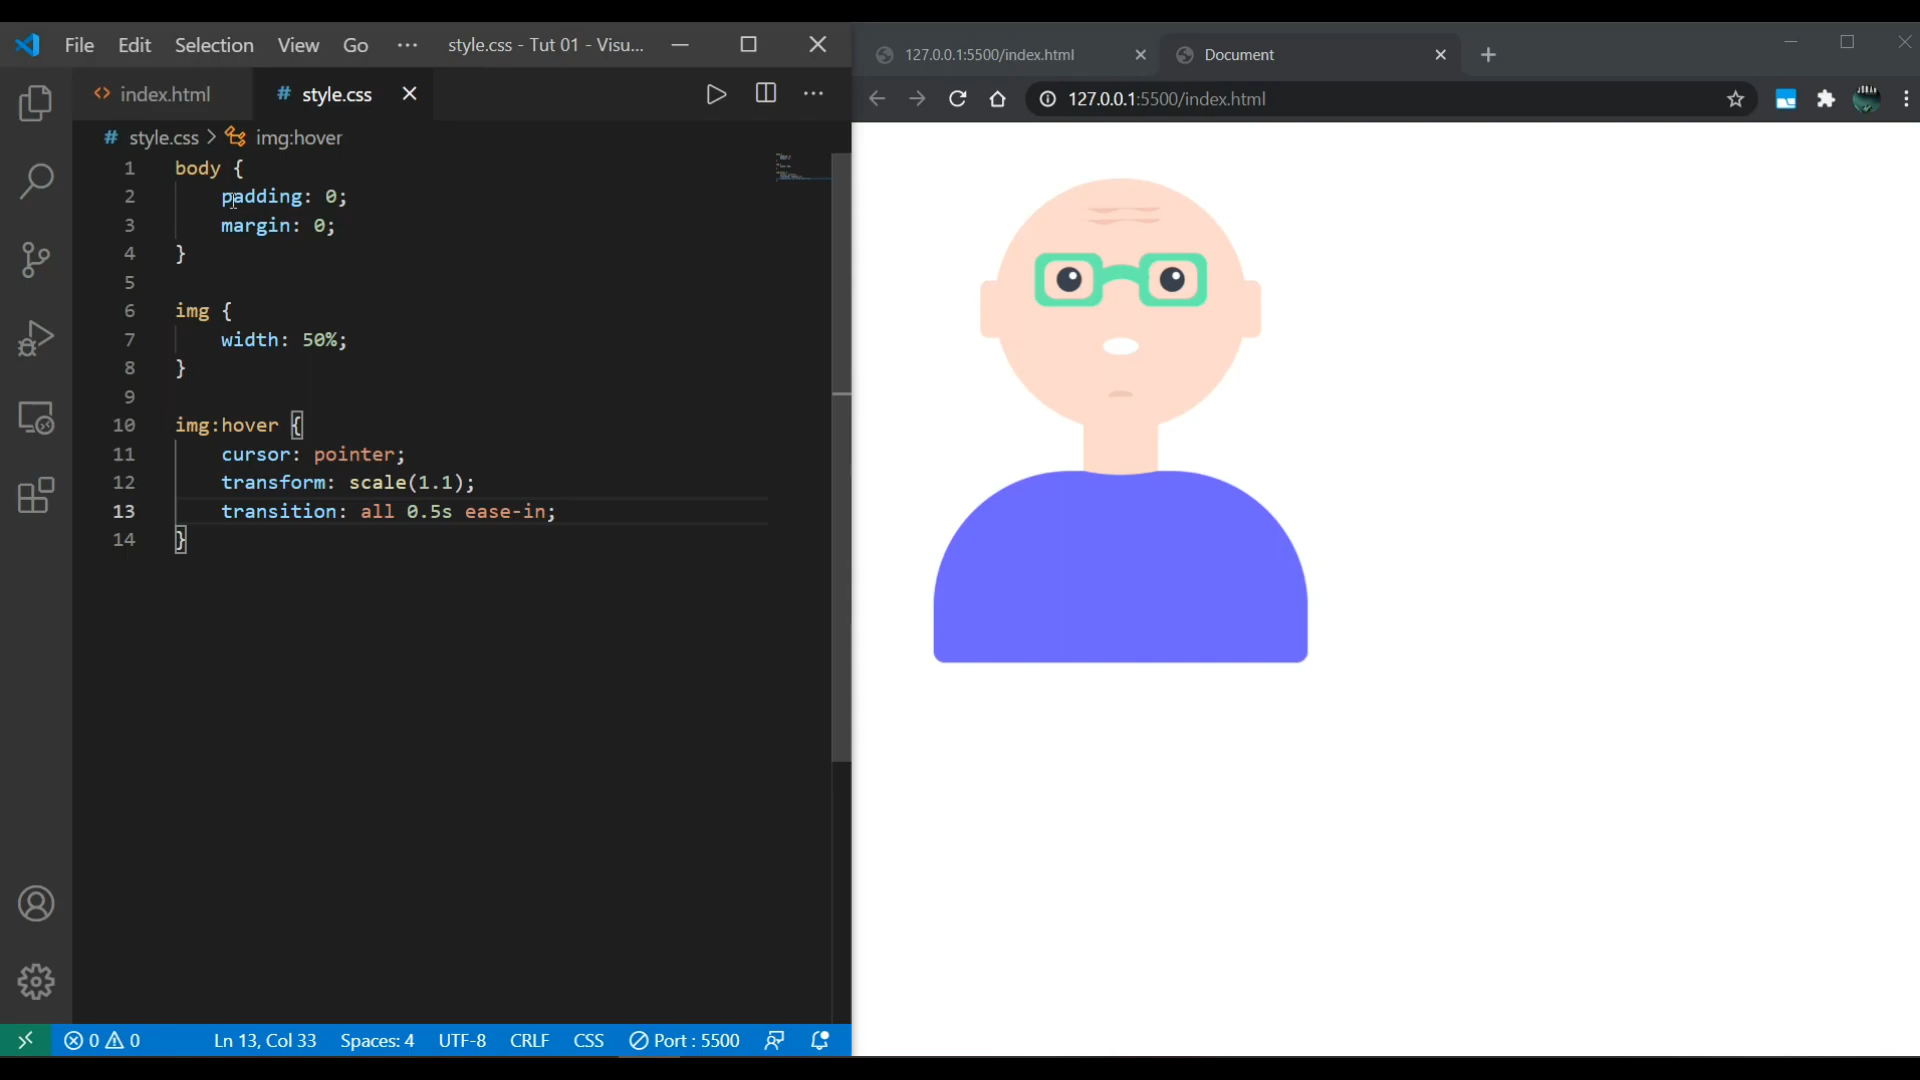 File Edit Selection View Go ··· style.css - Tut 01 - Visu...
index.html # style.css
# style.css > img:hover
1 body {
2 padding: 0;
3 margin: 0;
4 }
5
6 img {
7 width: 50%;
8 }
9
10 img:hover {
11 cursor: pointer;
12 transform: scale(1.1);
13 transition: all 0.5s ease-in;
14 }
0 0 Ln 13, Col 33 Spaces: 4 UTF-8 CRLF CSS Port : 5500
127.0.0.1:5500/index.html Document
127.0.0.1:5500/index.html